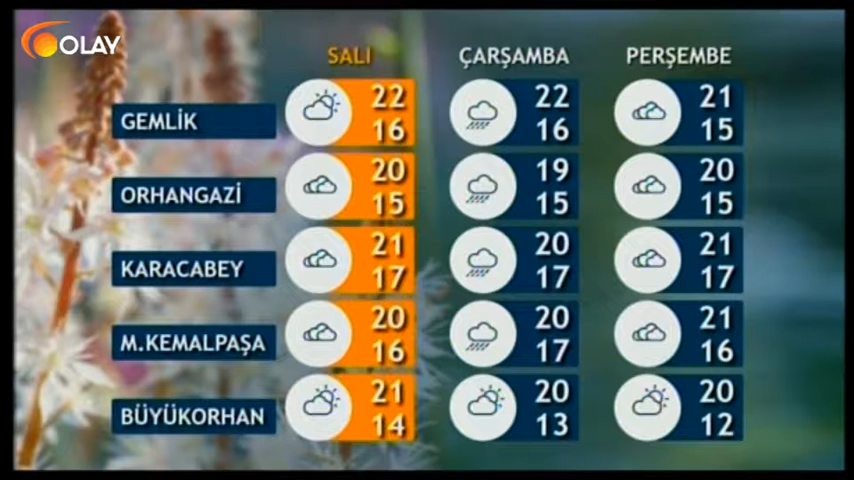 OLAY
SALI ÇARŞAMBA PERŞEMBE
GEMLİK 22 16 22 16 21 15
ORHANGAZİ 20 15 19 15 20 15
KARACABEY 21 17 20 17 21 17
M.KEMALPAŞA 20 16 20 17 21 16
BÜYÜKORHAN 21 14 20 13 20 12